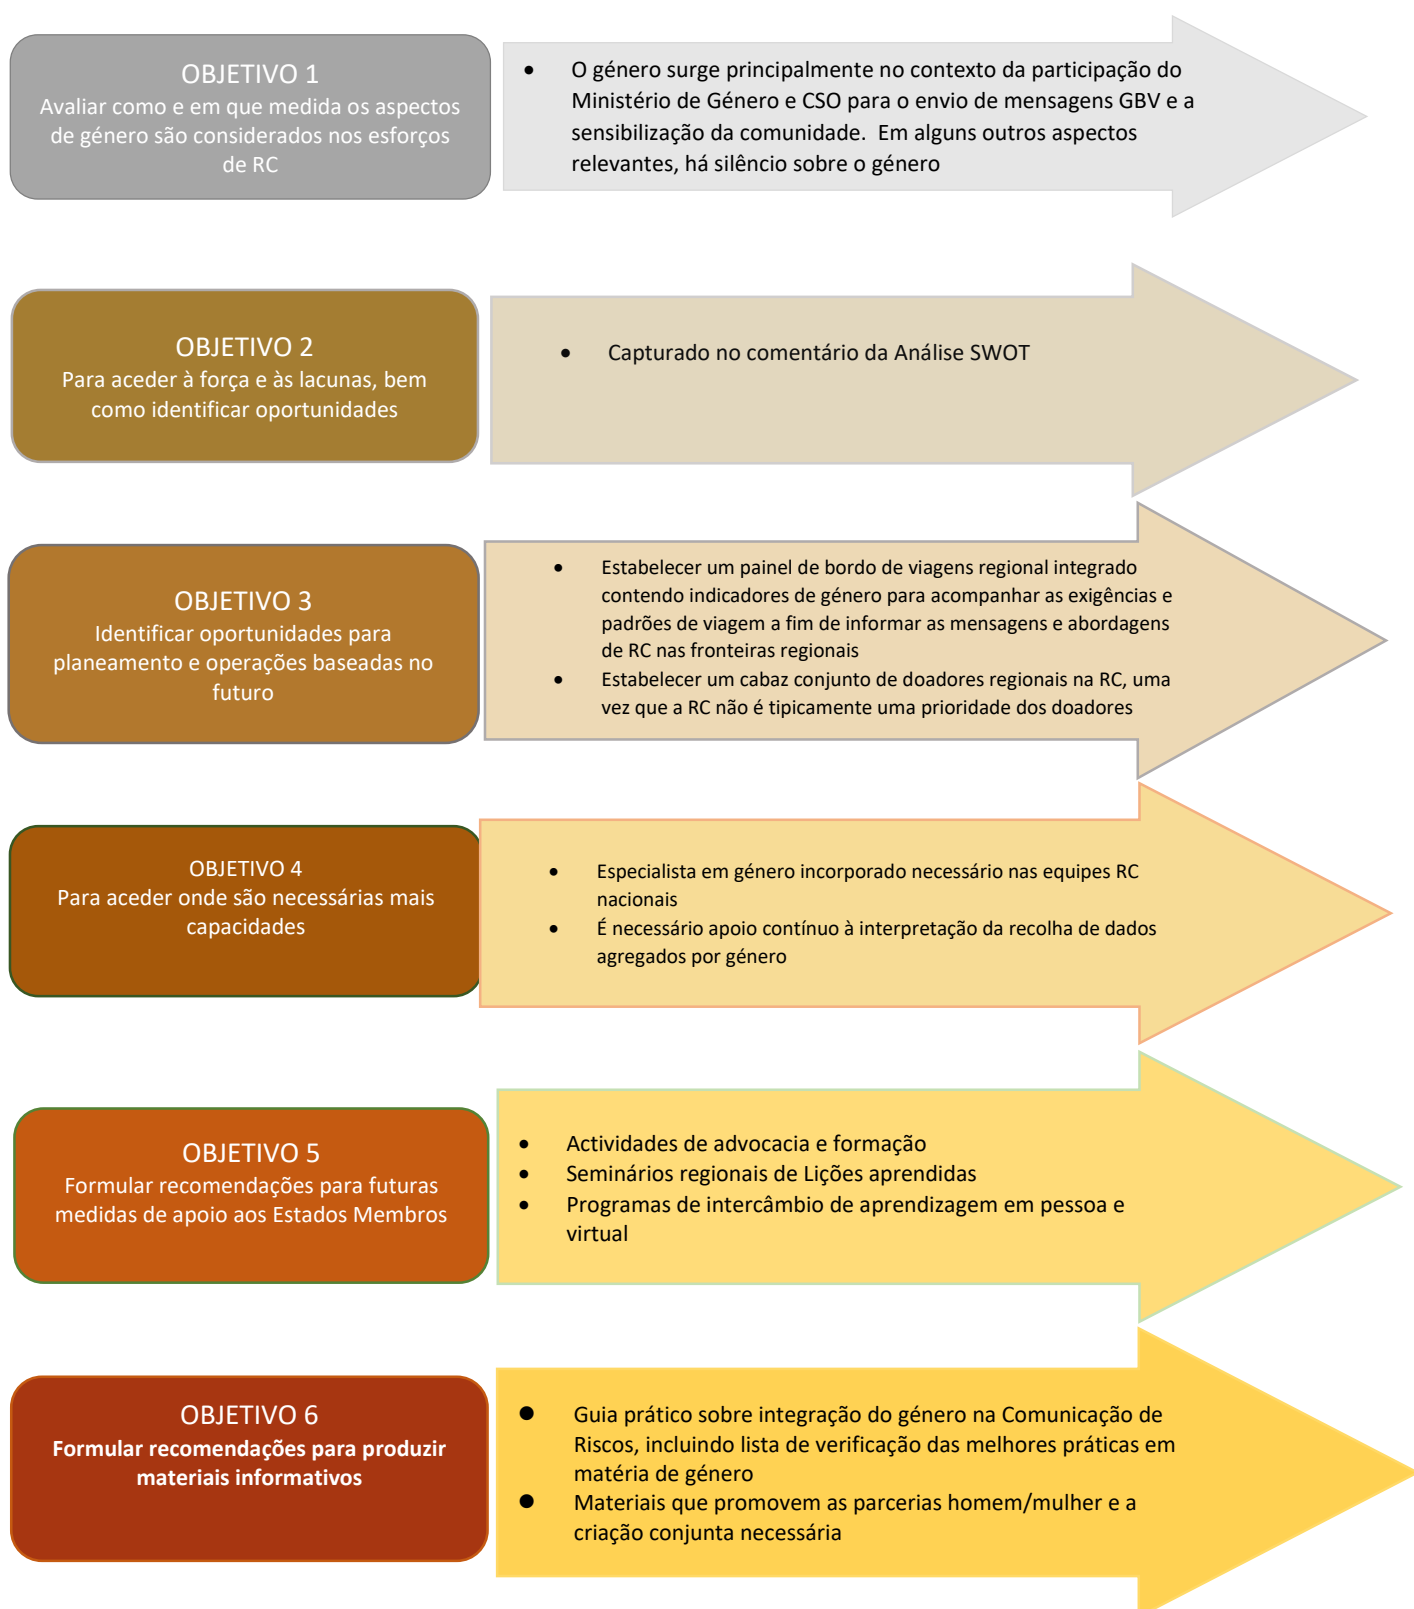 OBJETIVO 1
Avaliar como e em que medida os aspectos
de género são considerados nos esforços
de RC
• O género surge principalmente no contexto da participação do
Ministério de Género e CSO para o envio de mensagens GBV e a
sensibilização da comunidade.  Em alguns outros aspectos
relevantes, há silêncio sobre o género
OBJETIVO 2
Para aceder à força e às lacunas, bem
como identificar oportunidades
• Capturado no comentário da Análise SWOT
OBJETIVO 3
Identificar oportunidades para
planeamento e operações baseadas no
futuro
• Estabelecer um painel de bordo de viagens regional integrado
contendo indicadores de género para acompanhar as exigências e
padrões de viagem a fim de informar as mensagens e abordagens
de RC nas fronteiras regionais
• Estabelecer um cabaz conjunto de doadores regionais na RC, uma
vez que a RC não é tipicamente uma prioridade dos doadores
OBJETIVO 4
Para aceder onde são necessárias mais
capacidades
• Especialista em género incorporado necessário nas equipes RC
nacionais
• É necessário apoio contínuo à interpretação da recolha de dados
agregados por género
OBJETIVO 5
Formular recomendações para futuras
medidas de apoio aos Estados Membros
• Actividades de advocacia e formação
• Seminários regionais de Lições aprendidas
• Programas de intercâmbio de aprendizagem em pessoa e
virtual
OBJETIVO 6
Formular recomendações para produzir
materiais informativos
• Guia prático sobre integração do género na Comunicação de
Riscos, incluindo lista de verificação das melhores práticas em
matéria de género
• Materiais que promovem as parcerias homem/mulher e a
criação conjunta necessária